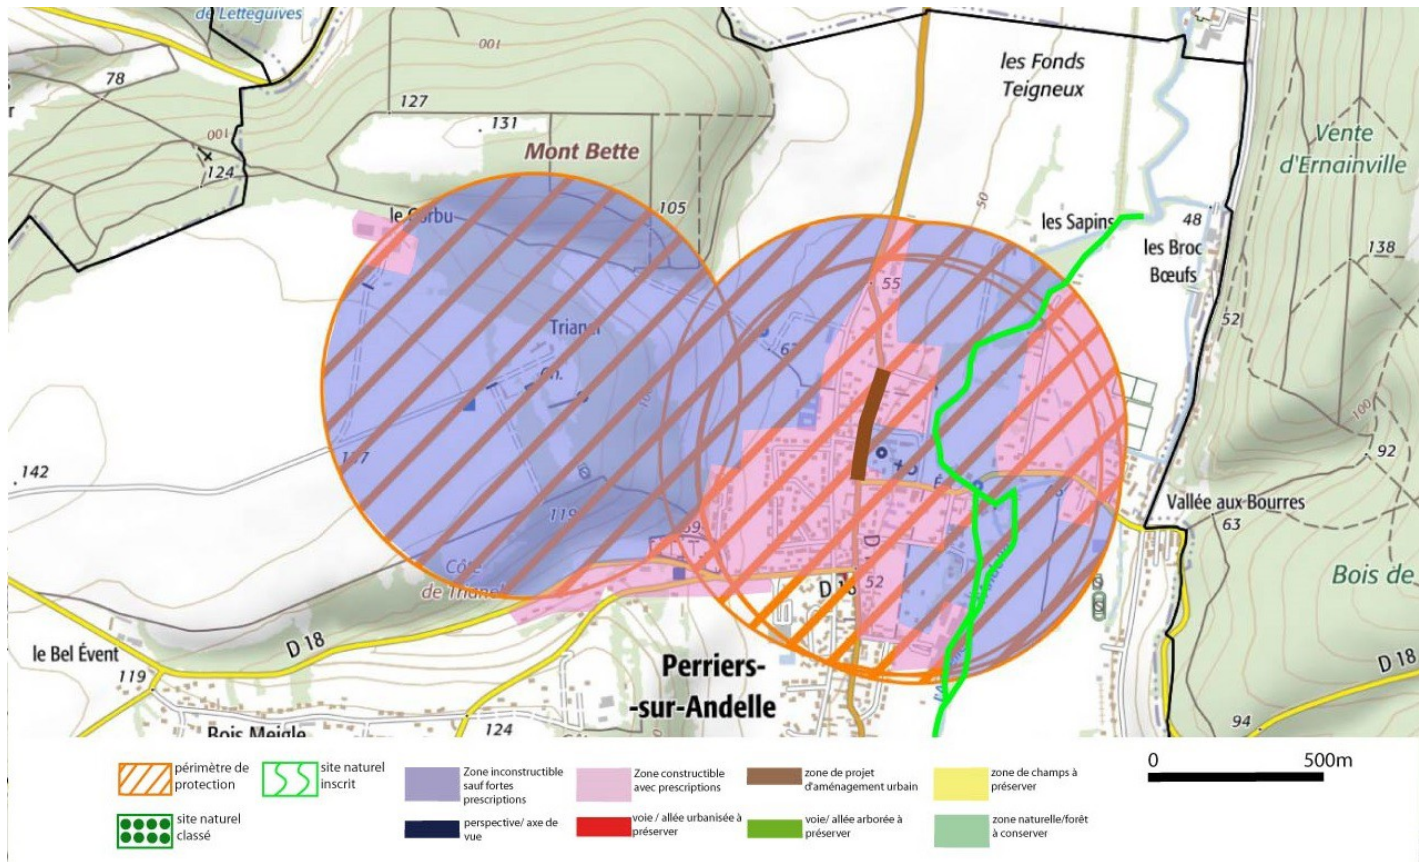 de Letteguives
78
001
127
131
les Fonds
Teigneux
Vente
d'Ernainville
001
124
Mont Bette
105
50
le Corbu
les Sapins
48
les Broc
Bœufs
138
55
52
Trianel
Ch.
67
100
92
142
119
59
Vallée aux Bourres
63
Côte
de Trianel
D
52
D 18
Bois de
le Bel Évent
D 18
119
Perriers-
-sur-Andelle
D 18
Bois Meigle
124
94
périmètre de
protection
site naturel
inscrit
site naturel
classé
Zone inconstructible
sauf fortes
prescriptions
perspective/ axe de
vue
Zone constructible
avec prescriptions
voie / allée urbanisée à
préserver
zone de projet
d'aménagement urbain
voie/ allée arborée à
préserver
zone de champs à
préserver
zone naturelle/forêt
à conserver
0
500m